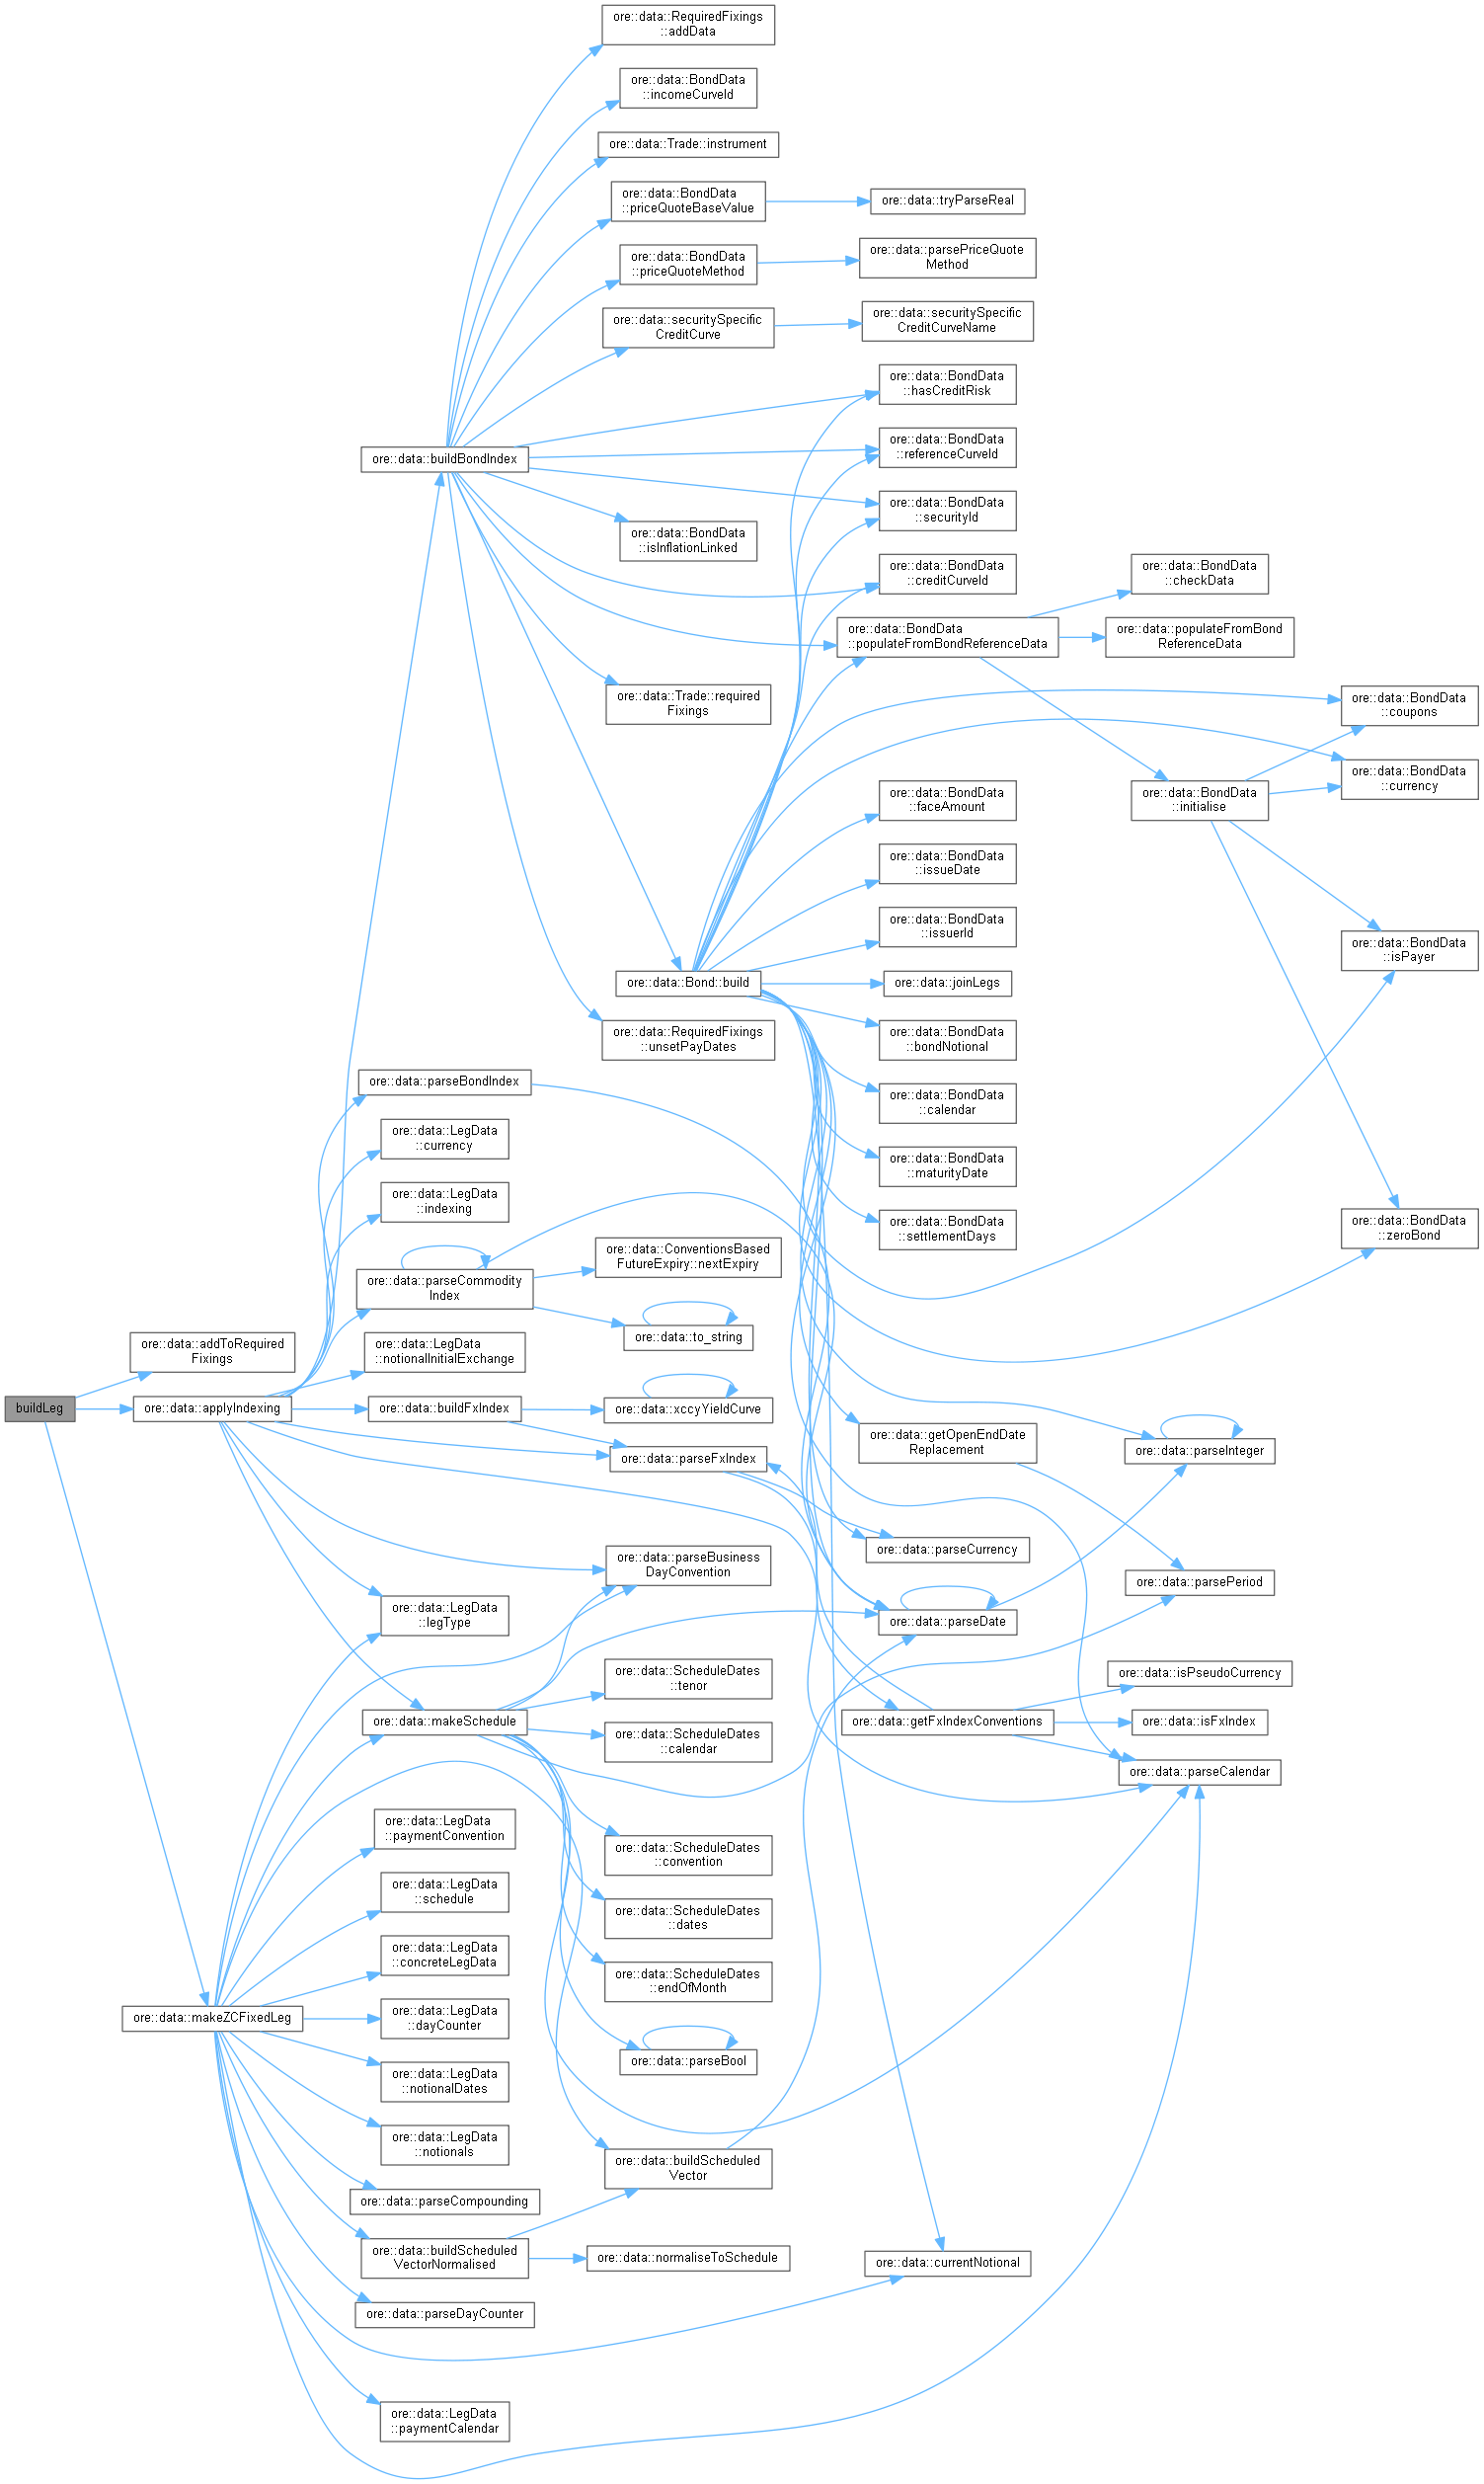 ore::data::RequiredFixings
::addData
ore::data::BondData
::incomeCurveId
ore::data::Trade::instrument
ore::data::BondData
::priceQuoteBaseValue
ore::data::tryParseReal
ore::data::BondData
::priceQuoteMethod
ore::data::parsePriceQuote
Method
ore::data::securitySpecific
CreditCurve
ore::data::securitySpecific
CreditCurveName
ore::data::BondData
::hasCreditRisk
ore::data::buildBondIndex
ore::data::BondData
::referenceCurveId
ore::data::BondData
::securityId
ore::data::BondData
::isInflationLinked
ore::data::BondData
::creditCurveId
ore::data::BondData
::checkData
ore::data::BondData
::populateFromBondReferenceData
ore::data::populateFromBond
ReferenceData
ore::data::Trade::required
Fixings
ore::data::BondData
::coupons
ore::data::BondData
::currency
ore::data::BondData
::faceAmount
ore::data::BondData
::initialise
ore::data::BondData
::issueDate
ore::data::BondData
::issuerId
ore::data::BondData
::isPayer
ore::data::Bond::build
ore::data::joinLegs
ore::data::RequiredFixings
::unsetPayDates
ore::data::BondData
::bondNotional
ore::data::parseBondIndex
ore::data::BondData
::calendar
ore::data::LegData
::currency
ore::data::BondData
::maturityDate
ore::data::LegData
::indexing
ore::data::BondData
::settlementDays
ore::data::BondData
::zeroBond
ore::data::ConventionsBased
FutureExpiry::nextExpiry
ore::data::parseCommodity
Index
ore::data::to_string
ore::data::addToRequired
Fixings
ore::data::LegData
::notionalInitialExchange
buildLeg
ore::data::applyIndexing
ore::data::buildFxIndex
ore::data::xccyYieldCurve
ore::data::getOpenEndDate
Replacement
ore::data::parseInteger
ore::data::parseFxIndex
ore::data::parseCurrency
ore::data::parseBusiness
DayConvention
ore::data::parsePeriod
ore::data::LegData
::legType
ore::data::parseDate
ore::data::ScheduleDates
::tenor
ore::data::isPseudoCurrency
ore::data::makeSchedule
ore::data::ScheduleDates
::calendar
ore::data::getFxIndexConventions
ore::data::isFxIndex
ore::data::parseCalendar
ore::data::LegData
::paymentConvention
ore::data::ScheduleDates
::convention
ore::data::LegData
::schedule
ore::data::ScheduleDates
::dates
ore::data::LegData
::concreteLegData
ore::data::ScheduleDates
::endOfMonth
ore::data::makeZCFixedLeg
ore::data::LegData
::dayCounter
ore::data::parseBool
ore::data::LegData
::notionalDates
ore::data::LegData
::notionals
ore::data::buildScheduled
Vector
ore::data::parseCompounding
ore::data::buildScheduled
VectorNormalised
ore::data::normaliseToSchedule
ore::data::currentNotional
ore::data::parseDayCounter
ore::data::LegData
::paymentCalendar